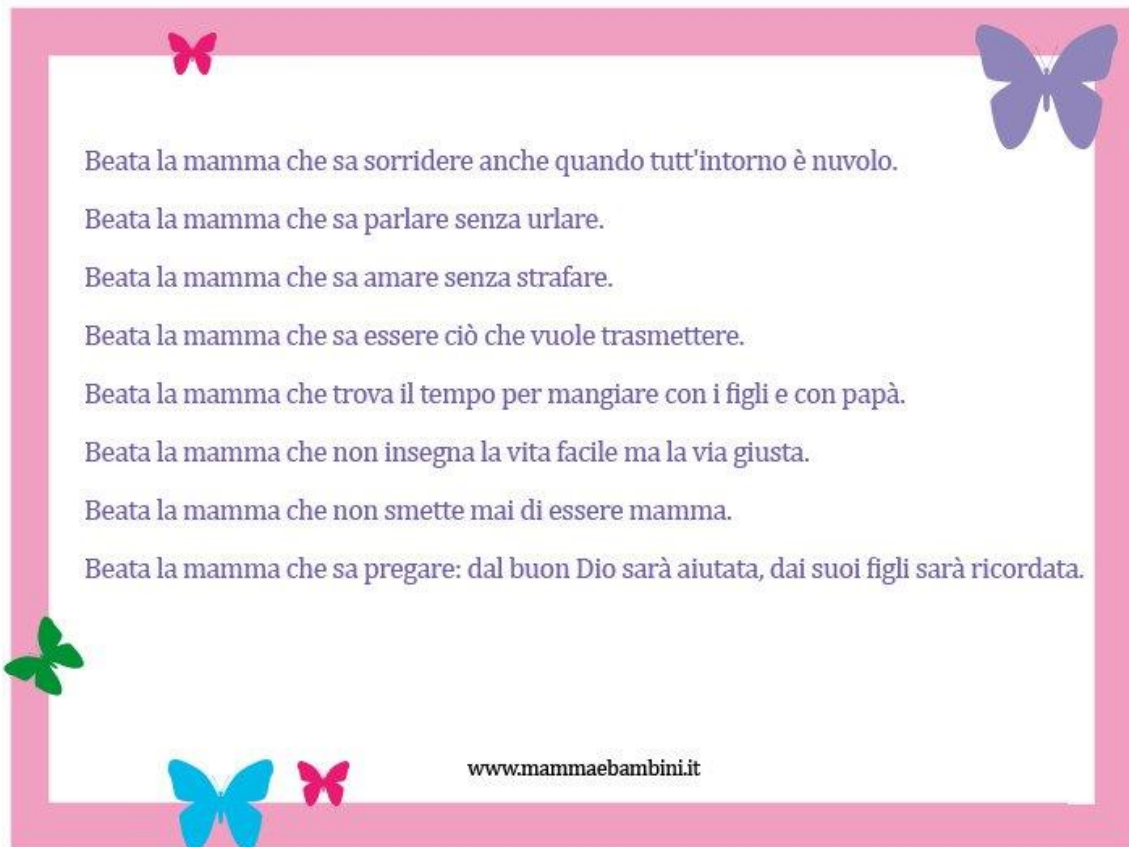 Beata la mamma che sa sorridere anche quando tutt'intorno è nuvolo.
Beata la mamma che sa parlare senza urlare.
Beata la mamma che sa amare senza strafare.
Beata la mamma che sa essere ciò che vuole trasmettere.
Beata la mamma che trova il tempo per mangiare con i figli e con papà.
Beata la mamma che non insegna la vita facile ma la via giusta.
Beata la mamma che non smette mai di essere mamma.
Beata la mamma che sa pregare: dal buon Dio sarà aiutata, dai suoi figli sarà ricordata.
www.mammaebambini.it